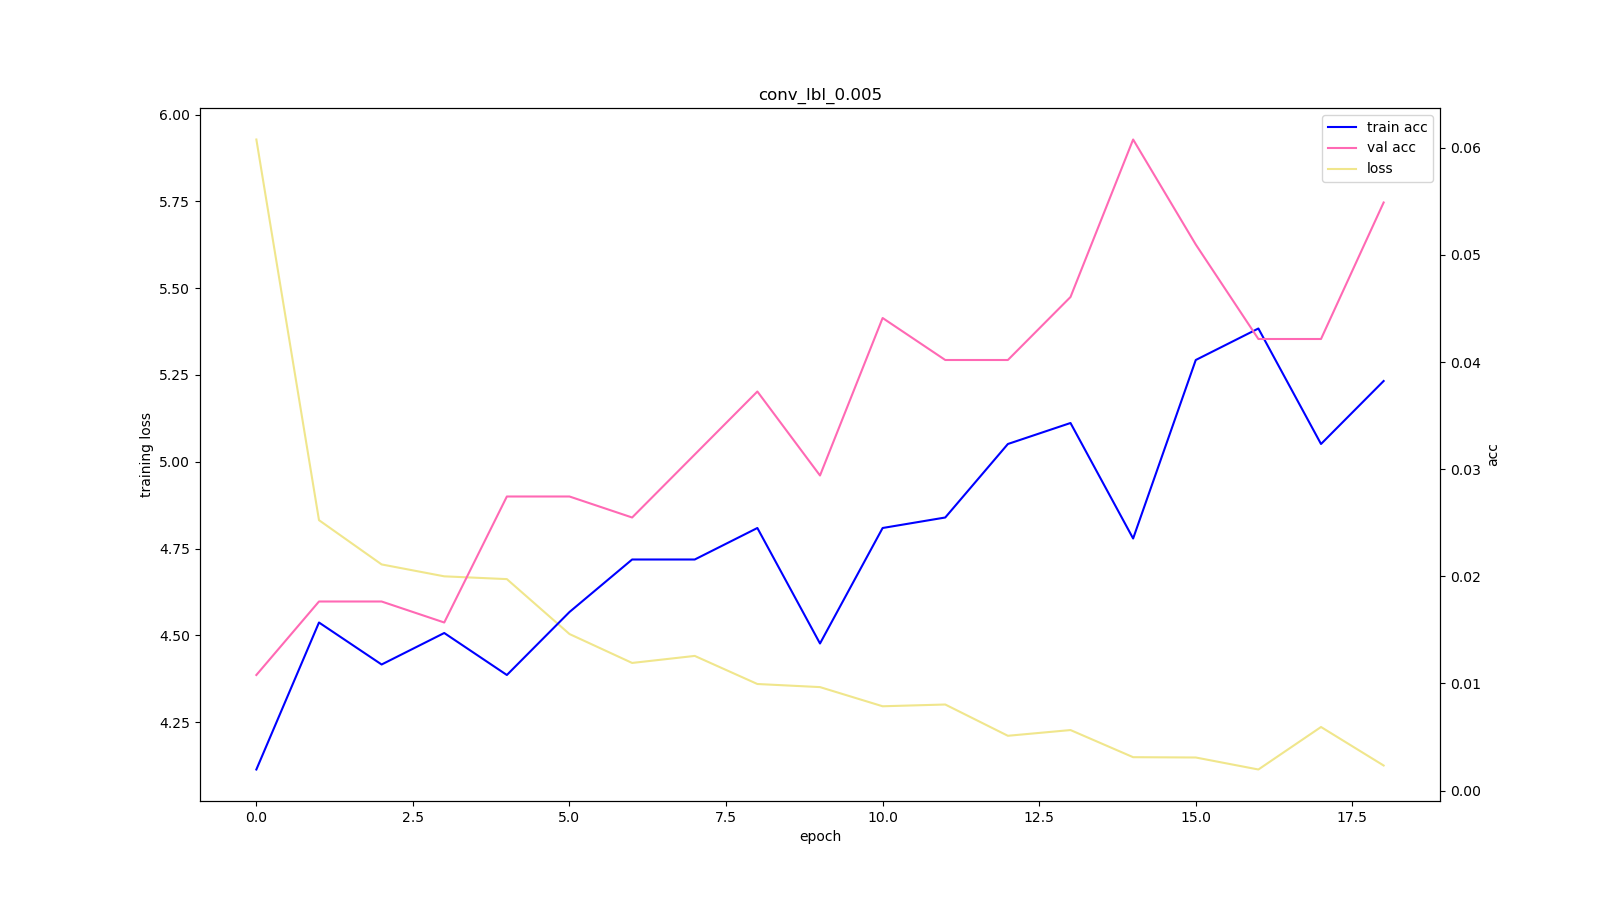 conv_lbl_0.005
train acc
val acc
loss
6.00
5.75
5.50
5.25
5.00
4.75
4.50
4.25
training loss
0.06
0.05
0.04
0.03
0.02
0.01
0.00
acc
0.0 2.5 5.0 7.5 10.0 12.5 15.0 17.5
epoch